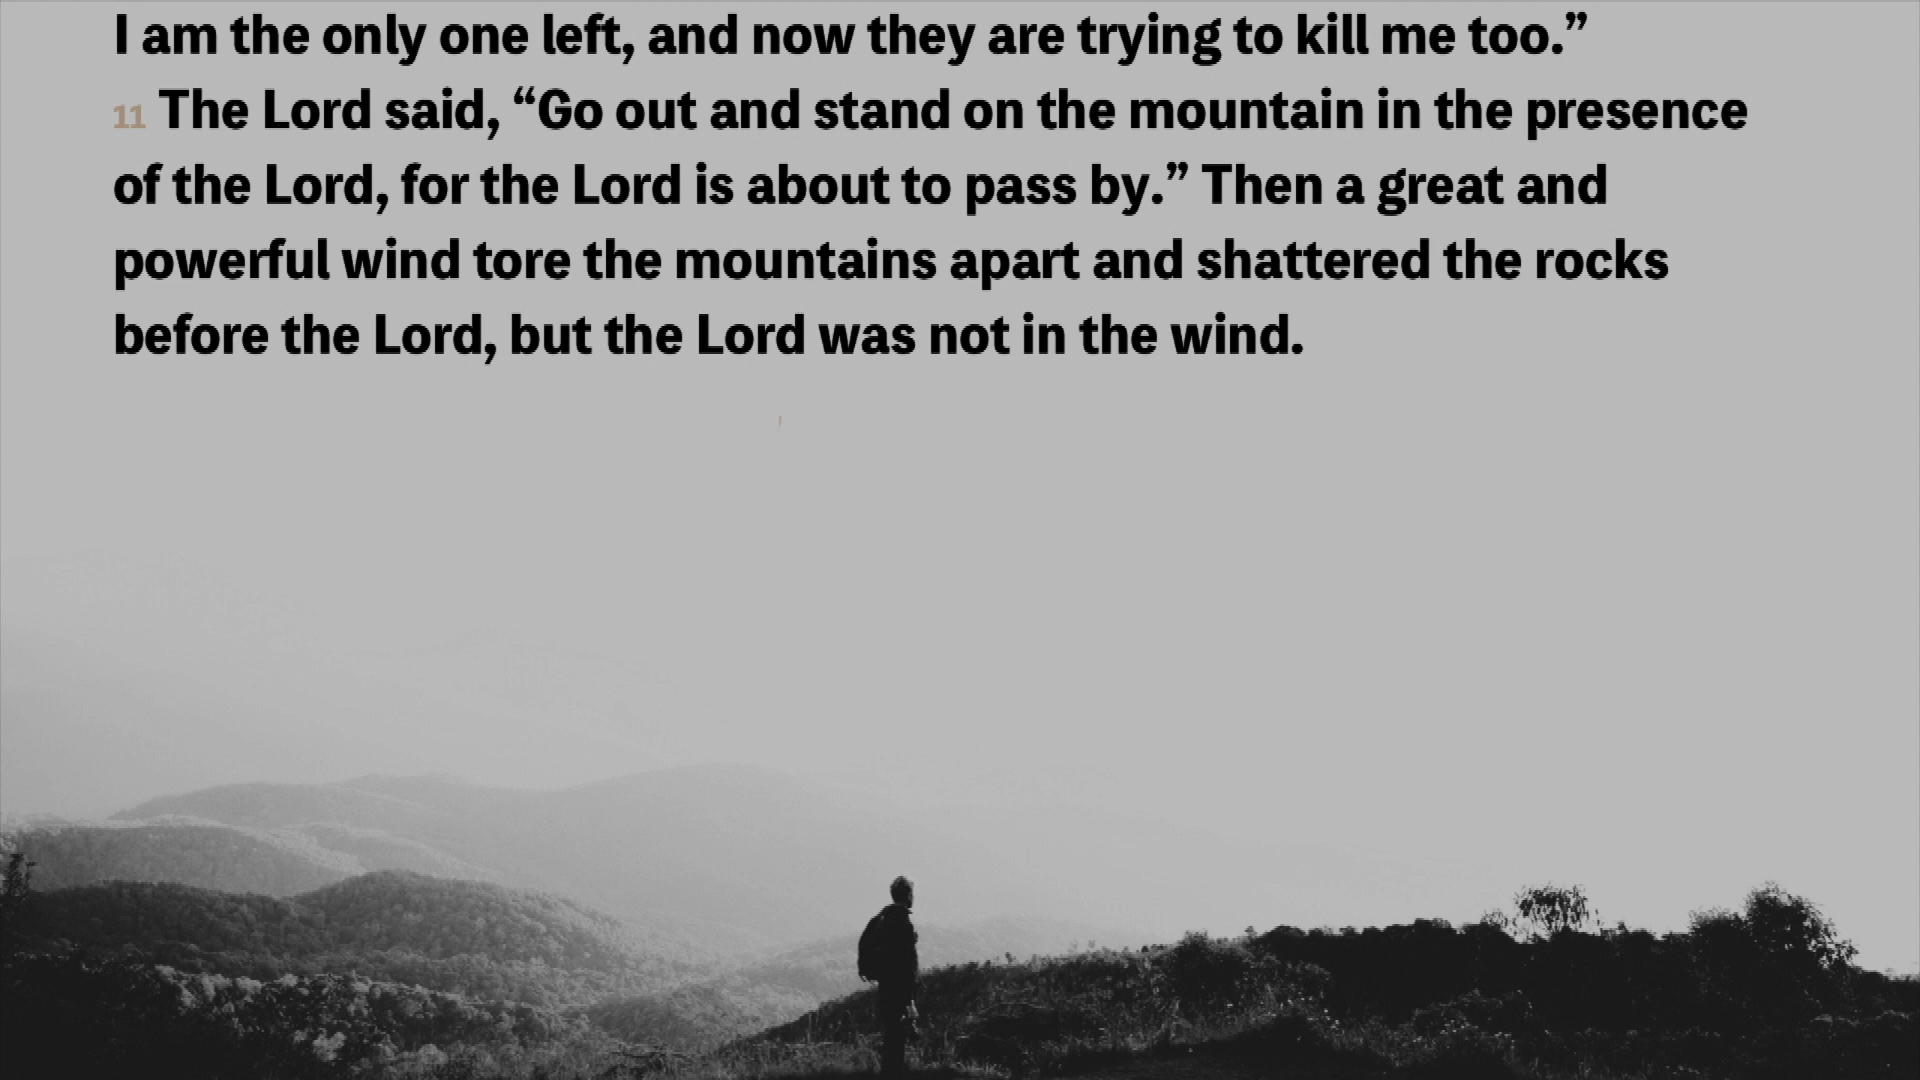 I am the only one left, and now they are trying to kill me too.”
11 The Lord said, “Go out and stand on the mountain in the presence
of the Lord, for the Lord is about to pass by.” Then a great and
powerful wind tore the mountains apart and shattered the rocks
before the Lord, but the Lord was not in the wind.